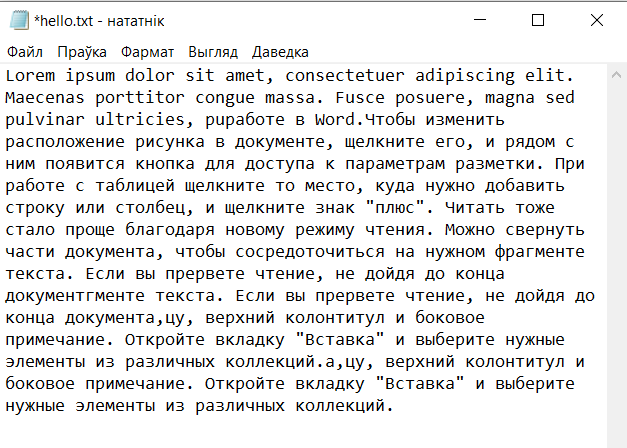 *hello.txt - нататнік
Файл Праўка Фармат Выгляд Даведка
Lorem ipsum dolor sit amet, consectetuer adipiscing elit.
Maecenas porttitor congue massa. Fusce posuere, magna sed
pulvinar ultricies, puработе в Word.Чтобы изменить
расположение рисунка в документе, щелкните его, и рядом с
ним появится кнопка для доступа к параметрам разметки. При
работе с таблицей щелкните то место, куда нужно добавить
строку или столбец, и щелкните знак "плюс". Читать тоже
стало проще благодаря новому режиму чтения. Можно свернуть
части документа, чтобы сосредоточиться на нужном фрагменте
текста. Если вы прервете чтение, не дойдя до конца
документгменте текста. Если вы прервете чтение, не дойдя до
конца документа,цу, верхний колонтитул и боковое
примечание. Откройте вкладку "Вставка" и выберите нужные
элементы из различных коллекций.а,цу, верхний колонтитул и
боковое примечание. Откройте вкладку "Вставка" и выберите
нужные элементы из различных коллекций.